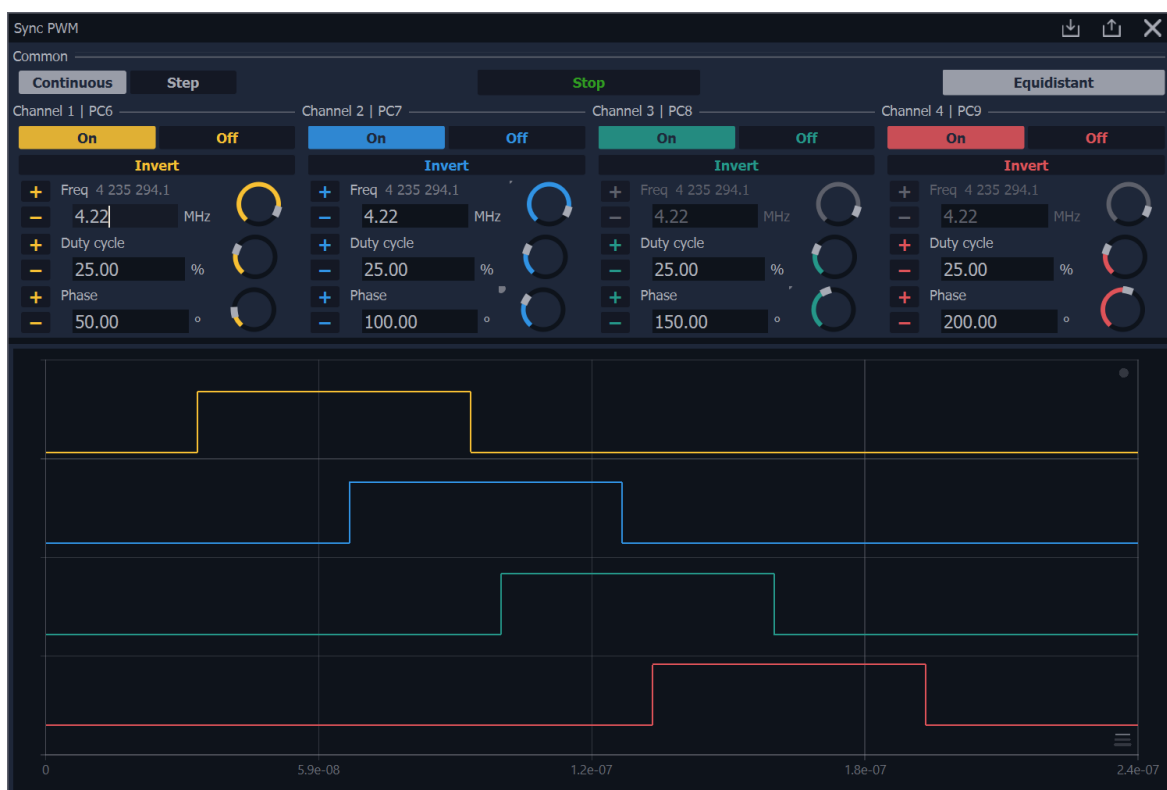 Sync PWM
Common
Continuous Step Stop Equidistant
Channel 1 | PC6 Channel 2 | PC7 Channel 3 | PC8 Channel 4 | PC9
On Off On Off On Off On Off
Invert Invert Invert Invert
+ Freq 4 235 294.1 + Freq 4 235 294.1 + Freq 4 235 294.1 + Freq 4 235 294.1
− 4.22 MHz − 4.22 MHz − 4.22 MHz − 4.22 MHz
+ Duty cycle + Duty cycle + Duty cycle + Duty cycle
− 25.00 % − 25.00 % − 25.00 % − 25.00 %
+ Phase + Phase + Phase + Phase
− 50.00 ° − 100.00 ° − 150.00 ° − 200.00 °
0 5.9e-08 1.2e-07 1.8e-07 2.4e-07